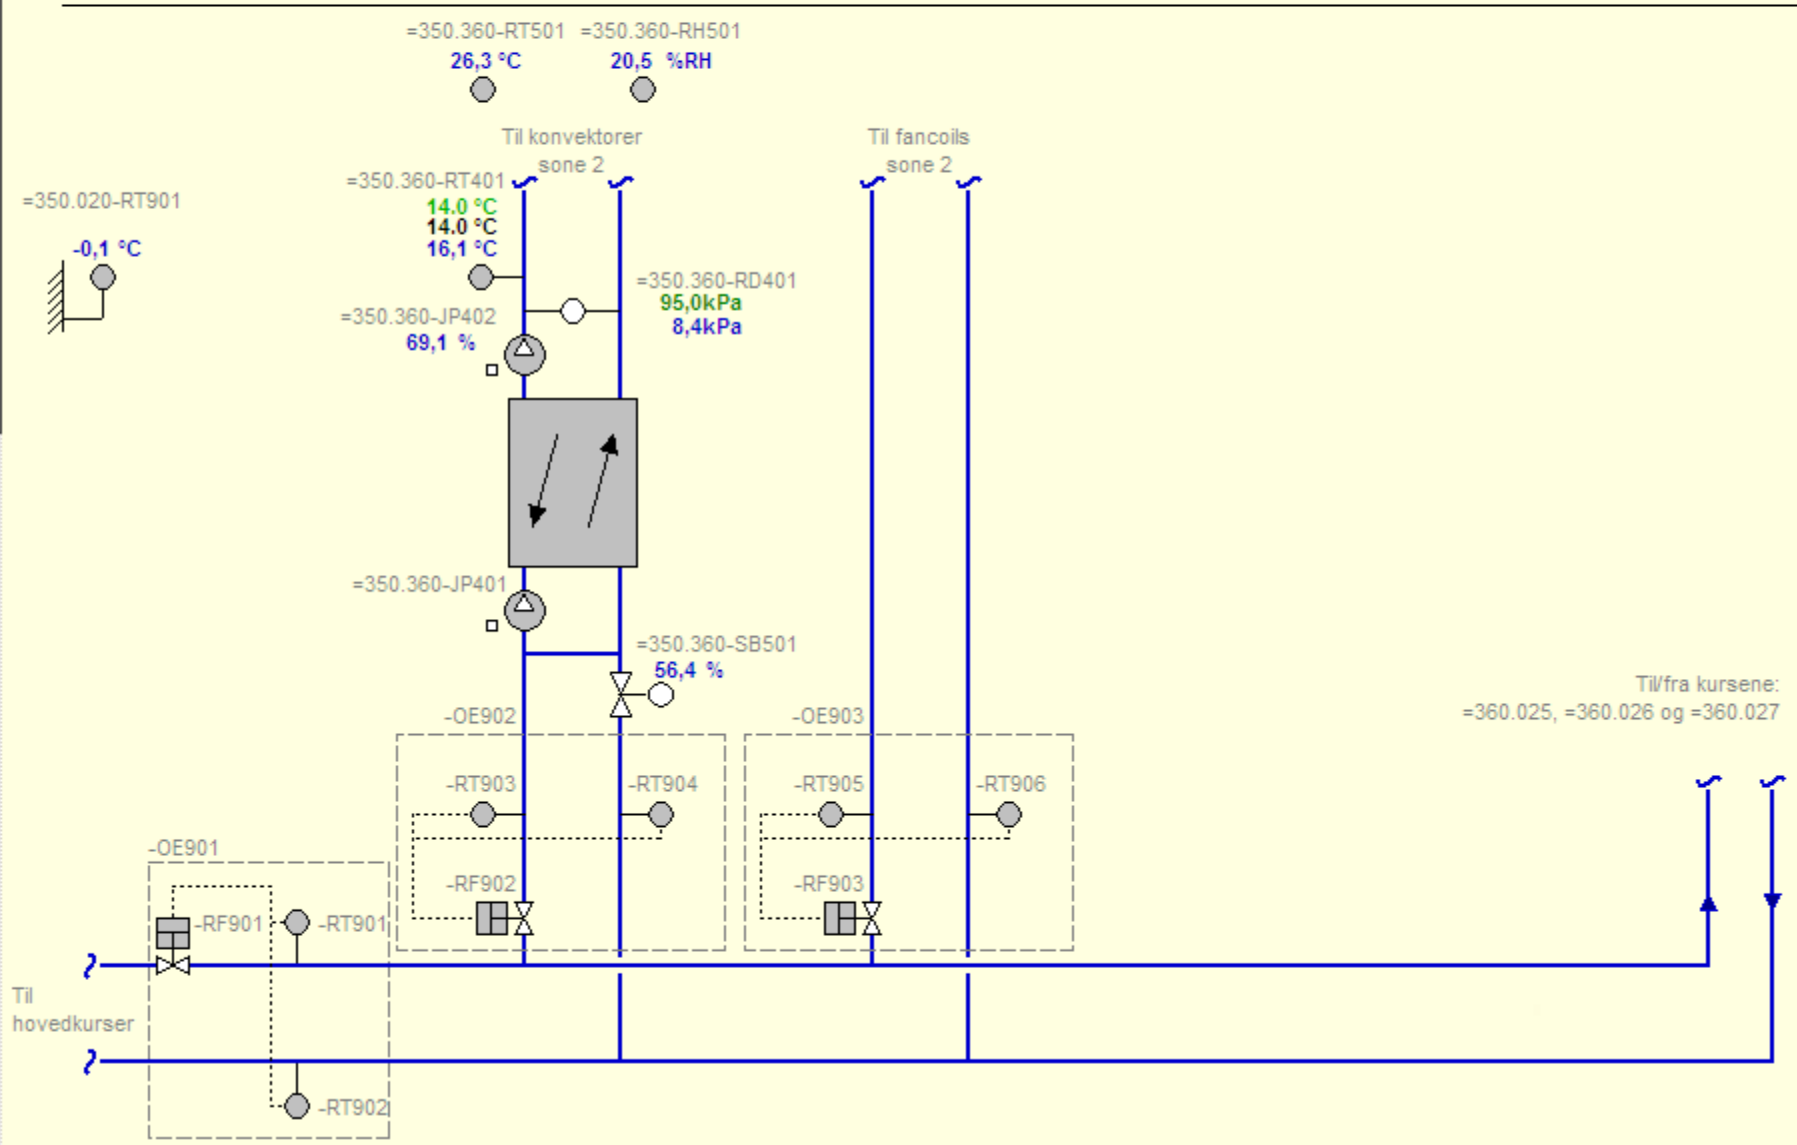 =350.360-RT501 =350.360-RH501
26,3 °C 20,5 %RH
Til konvektorer
sone 2
Til fancoils
sone 2
=350.020-RT901
-0,1 °C
=350.360-RT401
14.0 °C
14.0 °C
16,1 °C
=350.360-RD401
95,0kPa
8,4kPa
=350.360-JP402
69,1 %
=350.360-JP401
=350.360-SB501
56,4 %
Til/fra kursene:
=360.025, =360.026 og =360.027
-OE902
-OE903
-RT903
-RT904
-RT905
-RT906
-OE901
-RF902
-RF903
-RF901
-RT901
Til
hovedkurser
-RT902